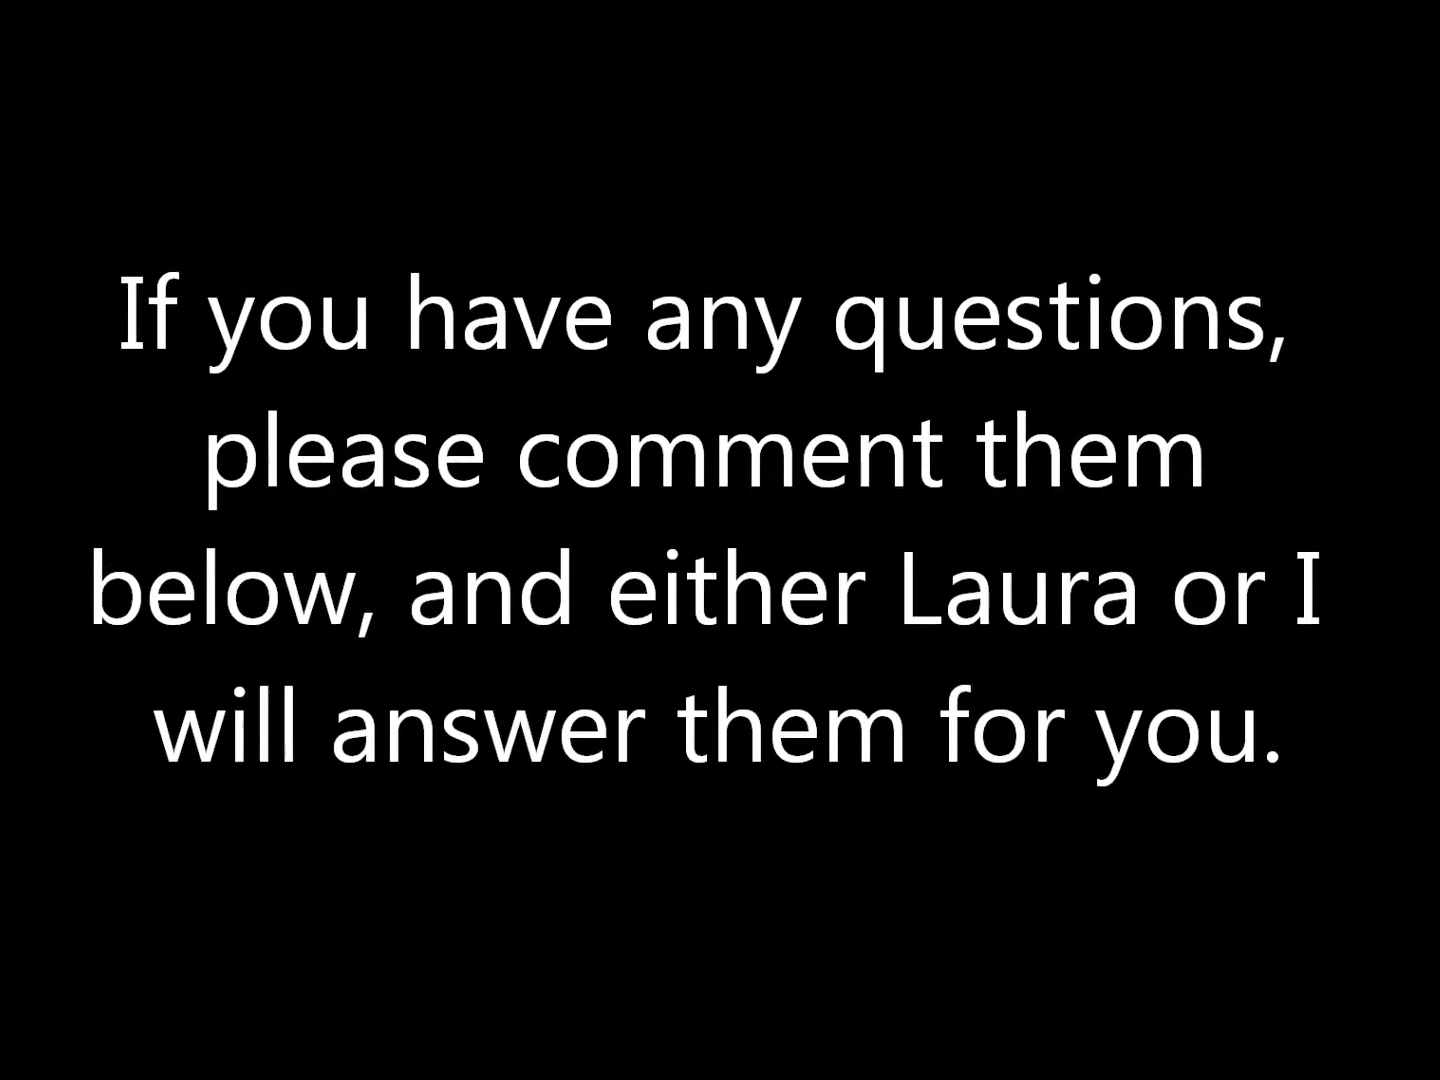 If you have any questions,
please comment them
below, and either Laura or I
will answer them for you.